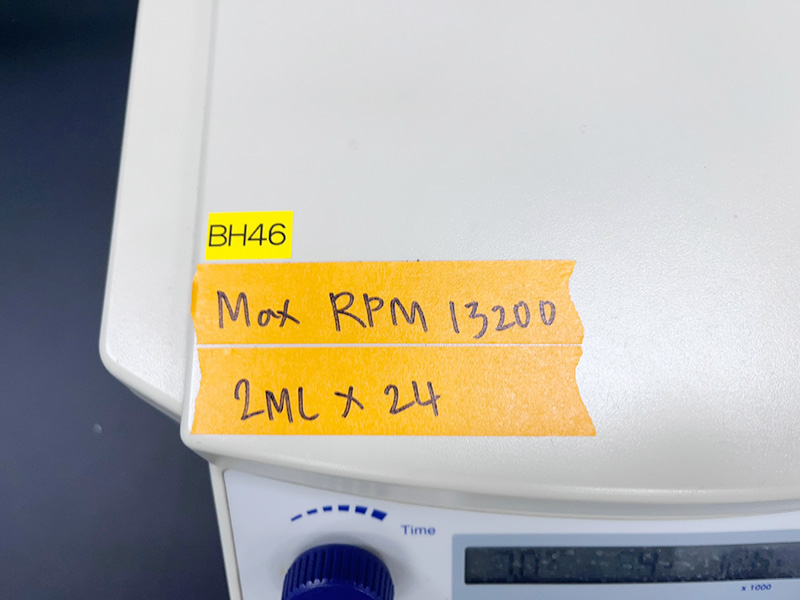 BH46
Max RPM 13200
2ML x 24
Time
x 1000